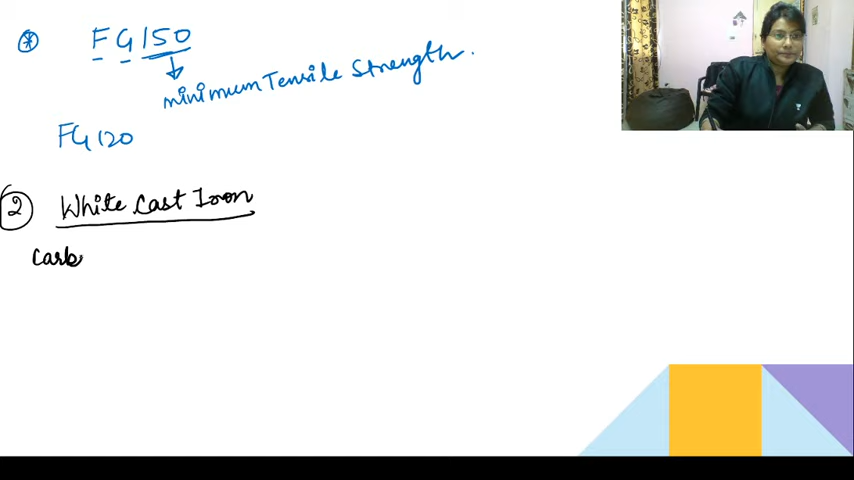 * FG150
minimum Tensile Strength.
FG120
2 White Cast Iron
Carb